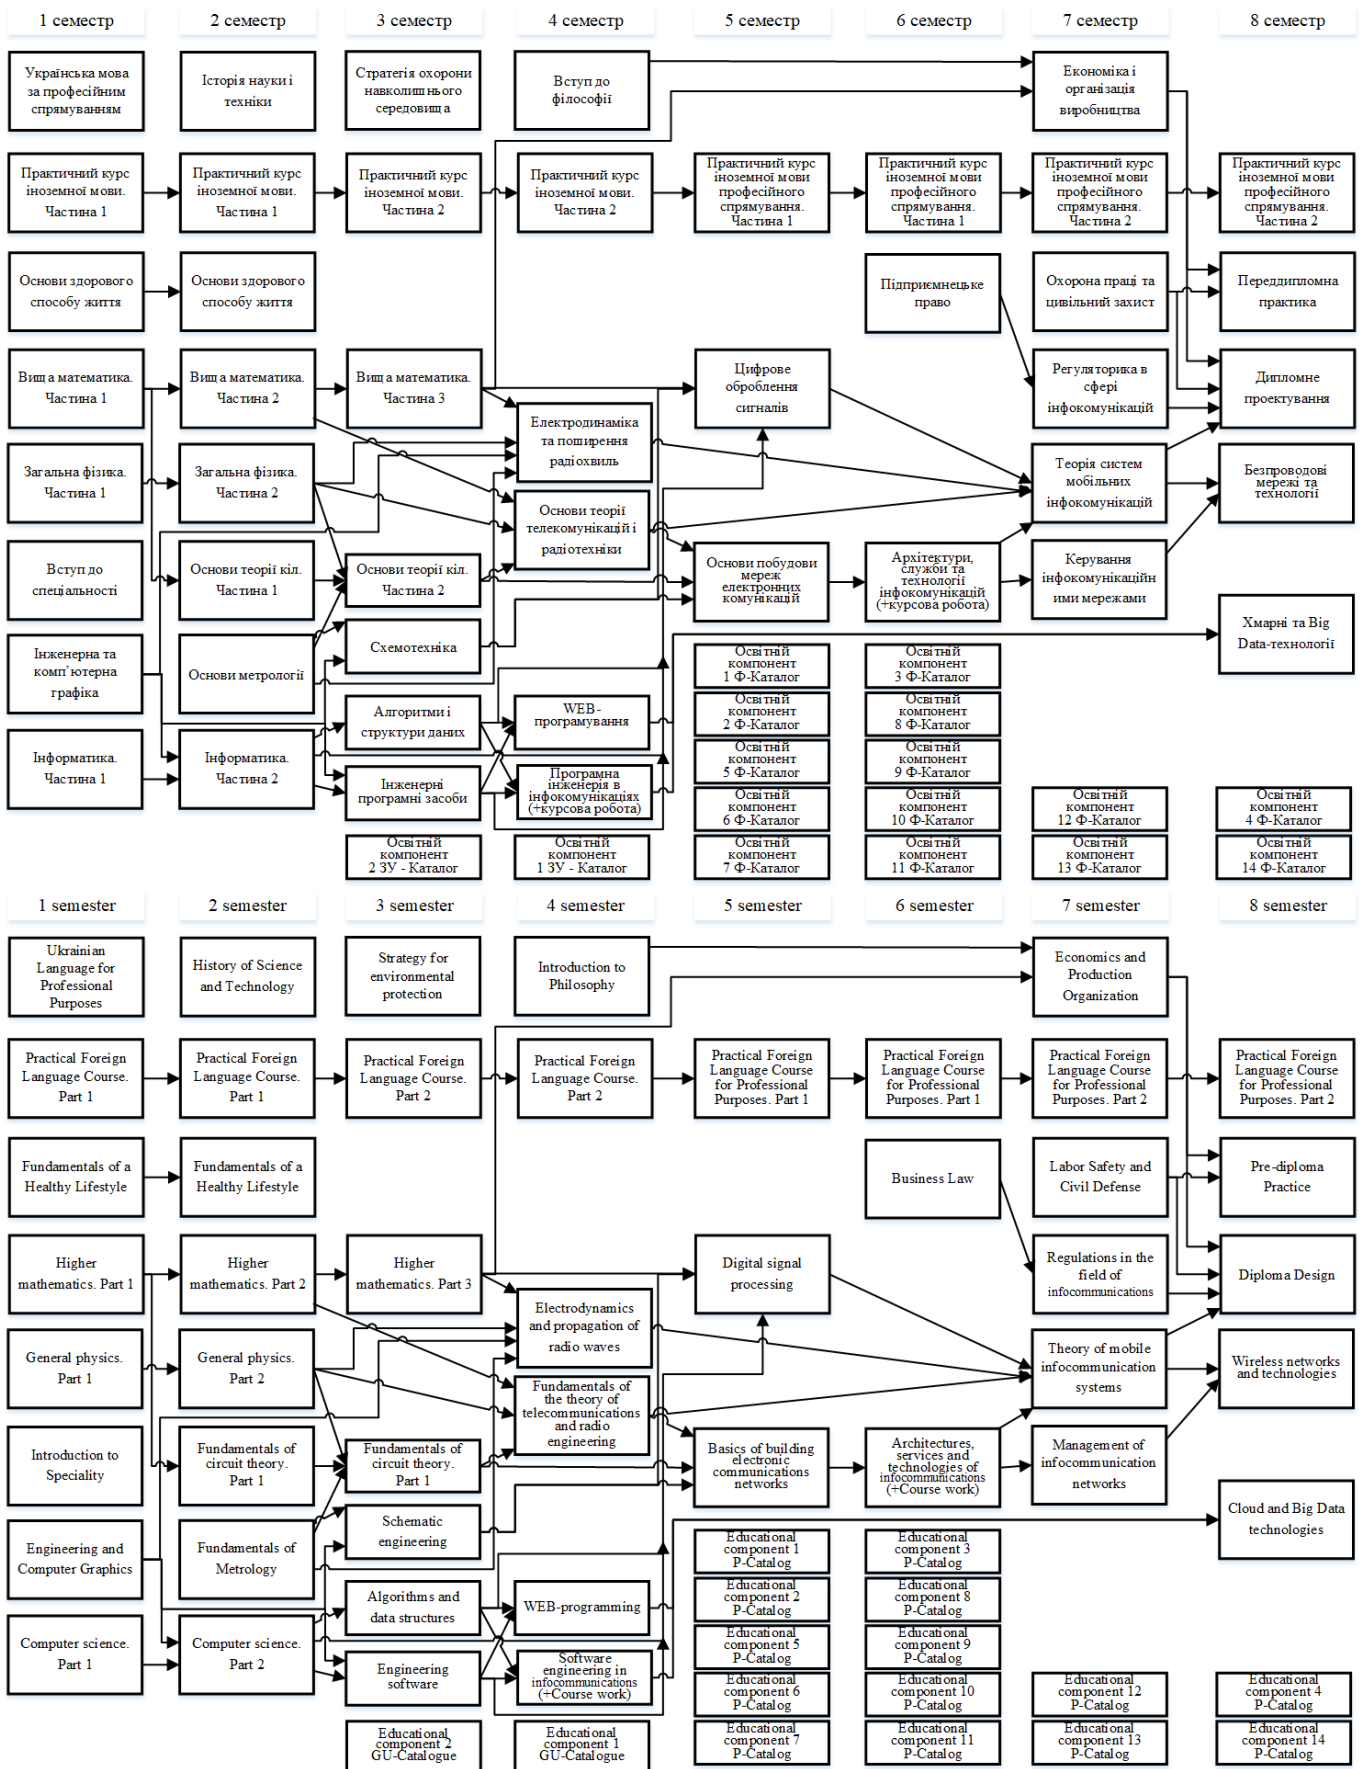 1 семестр
2 семестр
3 семестр
4 семестр
5 семестр
6 семестр
7 семестр
8 семестр
Українська мова
за професійним
спрямуванням
Історія науки і
техніки
Стратегія охорони
навколишнього
середовища
Вступ до
філософії
Економіка і
організація
виробництва
Практичний курс
іноземної мови.
Частина 1
Практичний курс
іноземної мови.
Частина 1
Практичний курс
іноземної мови.
Частина 2
Практичний курс
іноземної мови.
Частина 2
Практичний курс
іноземної мови
професійного
спрямування.
Частина 1
Практичний курс
іноземної мови
професійного
спрямування.
Частина 1
Практичний курс
іноземної мови
професійного
спрямування.
Частина 2
Практичний курс
іноземної мови
професійного
спрямування.
Частина 2
Основи здорового
способу життя
Основи здорового
способу життя
Підприємнецьке
право
Охорона праці та
цивільний захист
Переддипломна
практика
Вища математика.
Частина 1
Вища математика.
Частина 2
Вища математика.
Частина 3
Електродинаміка
та поширення
радіохвиль
Цифрове
оброблення
сигналів
Регуляторика в
сфері
інфокомунікацій
Дипломне
проектування
Загальна фізика.
Частина 1
Загальна фізика.
Частина 2
Основи теорії
телекомунікацій і
радіотехніки
Теорія систем
мобільних
інфокомунікацій
Безпроводові
мережі та
технології
Вступ до
спеціальності
Основи теорії кіл.
Частина 1
Основи теорії кіл.
Частина 2
Основи побудови
мереж
електронних
комунікацій
Архітектури,
служби та
технології
інфокомунікацій
(+курсова робота)
Керування
інфокомунікаційн
ими мережами
Інженерна та
комп’ютерна
графіка
Основи метрології
Схемотехніка
Хмарні та Big
Data-технології
Освітній
компонент
1 Ф-Каталог
Освітній
компонент
3 Ф-Каталог
Інформатика.
Частина 1
Інформатика.
Частина 2
Алгоритми і
структури даних
WEB-
програмування
Освітній
компонент
2 Ф-Каталог
Освітній
компонент
8 Ф-Каталог
Інженерні
програмні засоби
Програмна
інженерія в
інфокомунікаціях
(+курсова робота)
Освітній
компонент
5 Ф-Каталог
Освітній
компонент
9 Ф-Каталог
Освітній
компонент
6 Ф-Каталог
Освітній
компонент
10 Ф-Каталог
Освітній
компонент
12 Ф-Каталог
Освітній
компонент
4 Ф-Каталог
Освітній
компонент
2 ЗУ - Каталог
Освітній
компонент
1 ЗУ - Каталог
Освітній
компонент
7 Ф-Каталог
Освітній
компонент
11 Ф-Каталог
Освітній
компонент
13 Ф-Каталог
Освітній
компонент
14 Ф-Каталог
1 semester
2 semester
3 semester
4 semester
5 semester
6 semester
7 semester
8 semester
Ukrainian
Language for
Professional
Purposes
History of Science
and Technology
Strategy for
environmental
protection
Introduction to
Philosophy
Economics and
Production
Organization
Practical Foreign
Language Course.
Part 1
Practical Foreign
Language Course.
Part 1
Practical Foreign
Language Course.
Part 2
Practical Foreign
Language Course.
Part 2
Practical Foreign
Language Course
for Professional
Purposes. Part 1
Practical Foreign
Language Course
for Professional
Purposes. Part 1
Practical Foreign
Language Course
for Professional
Purposes. Part 2
Practical Foreign
Language Course
for Professional
Purposes. Part 2
Fundamentals of a
Healthy Lifestyle
Fundamentals of a
Healthy Lifestyle
Business Law
Labor Safety and
Civil Defense
Pre-diploma
Practice
Higher
mathematics. Part 1
Higher
mathematics. Part 2
Higher
mathematics. Part 3
Electrodynamics
and propagation of
radio waves
Digital signal
processing
Regulations in the
field of
infocommunications
Diploma Design
General physics.
Part 1
General physics.
Part 2
Fundamentals of
the theory of
telecommunications
and radio
engineering
Theory of mobile
infocommunication
systems
Wireless networks
and technologies
Introduction to
Speciality
Fundamentals of
circuit theory.
Part 1
Fundamentals of
circuit theory.
Part 1
Basics of building
electronic
communications
networks
Architectures,
services and
technologies of
infocommunications
(+Course work)
Management of
infocommunication
networks
Engineering and
Computer Graphics
Fundamentals of
Metrology
Schematic
engineering
Cloud and Big Data
technologies
Educational
component 1
P-Catalog
Educational
component 3
P-Catalog
Computer science.
Part 1
Computer science.
Part 2
Algorithms and
data structures
WEB-programming
Educational
component 2
P-Catalog
Educational
component 8
P-Catalog
Engineering
software
Software
engineering in
infocommunications
(+Course work)
Educational
component 5
P-Catalog
Educational
component 9
P-Catalog
Educational
component 6
P-Catalog
Educational
component 10
P-Catalog
Educational
component 12
P-Catalog
Educational
component 4
P-Catalog
Educational
component 2
GU-Catalogue
Educational
component 1
GU-Catalogue
Educational
component 7
P-Catalog
Educational
component 11
P-Catalog
Educational
component 13
P-Catalog
Educational
component 14
P-Catalog